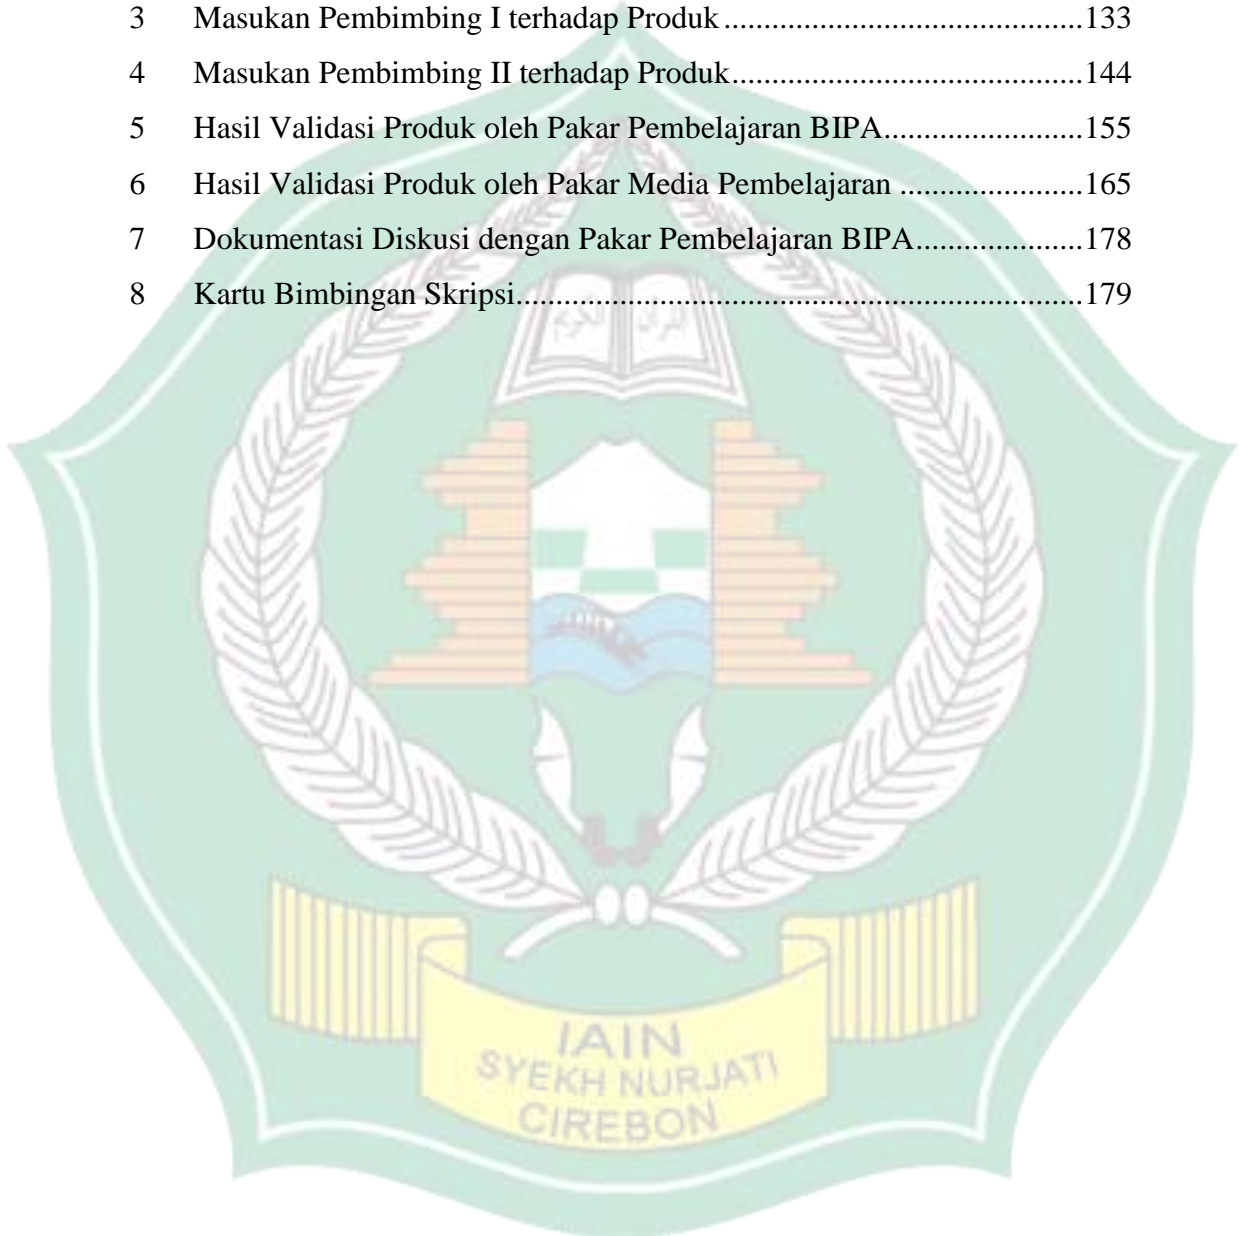 3 Masukan Pembimbing I terhadap Produk.............................................133
4 Masukan Pembimbing II terhadap Produk............................................144
5 Hasil Validasi Produk oleh Pakar Pembelajaran BIPA.........................155
6 Hasil Validasi Produk oleh Pakar Media Pembelajaran .......................165
7 Dokumentasi Diskusi dengan Pakar Pembelajaran BIPA.....................178
8 Kartu Bimbingan Skripsi.......................................................................179
القرآن الكريم
IAIN
SYEKH NURJATI
CIREBON